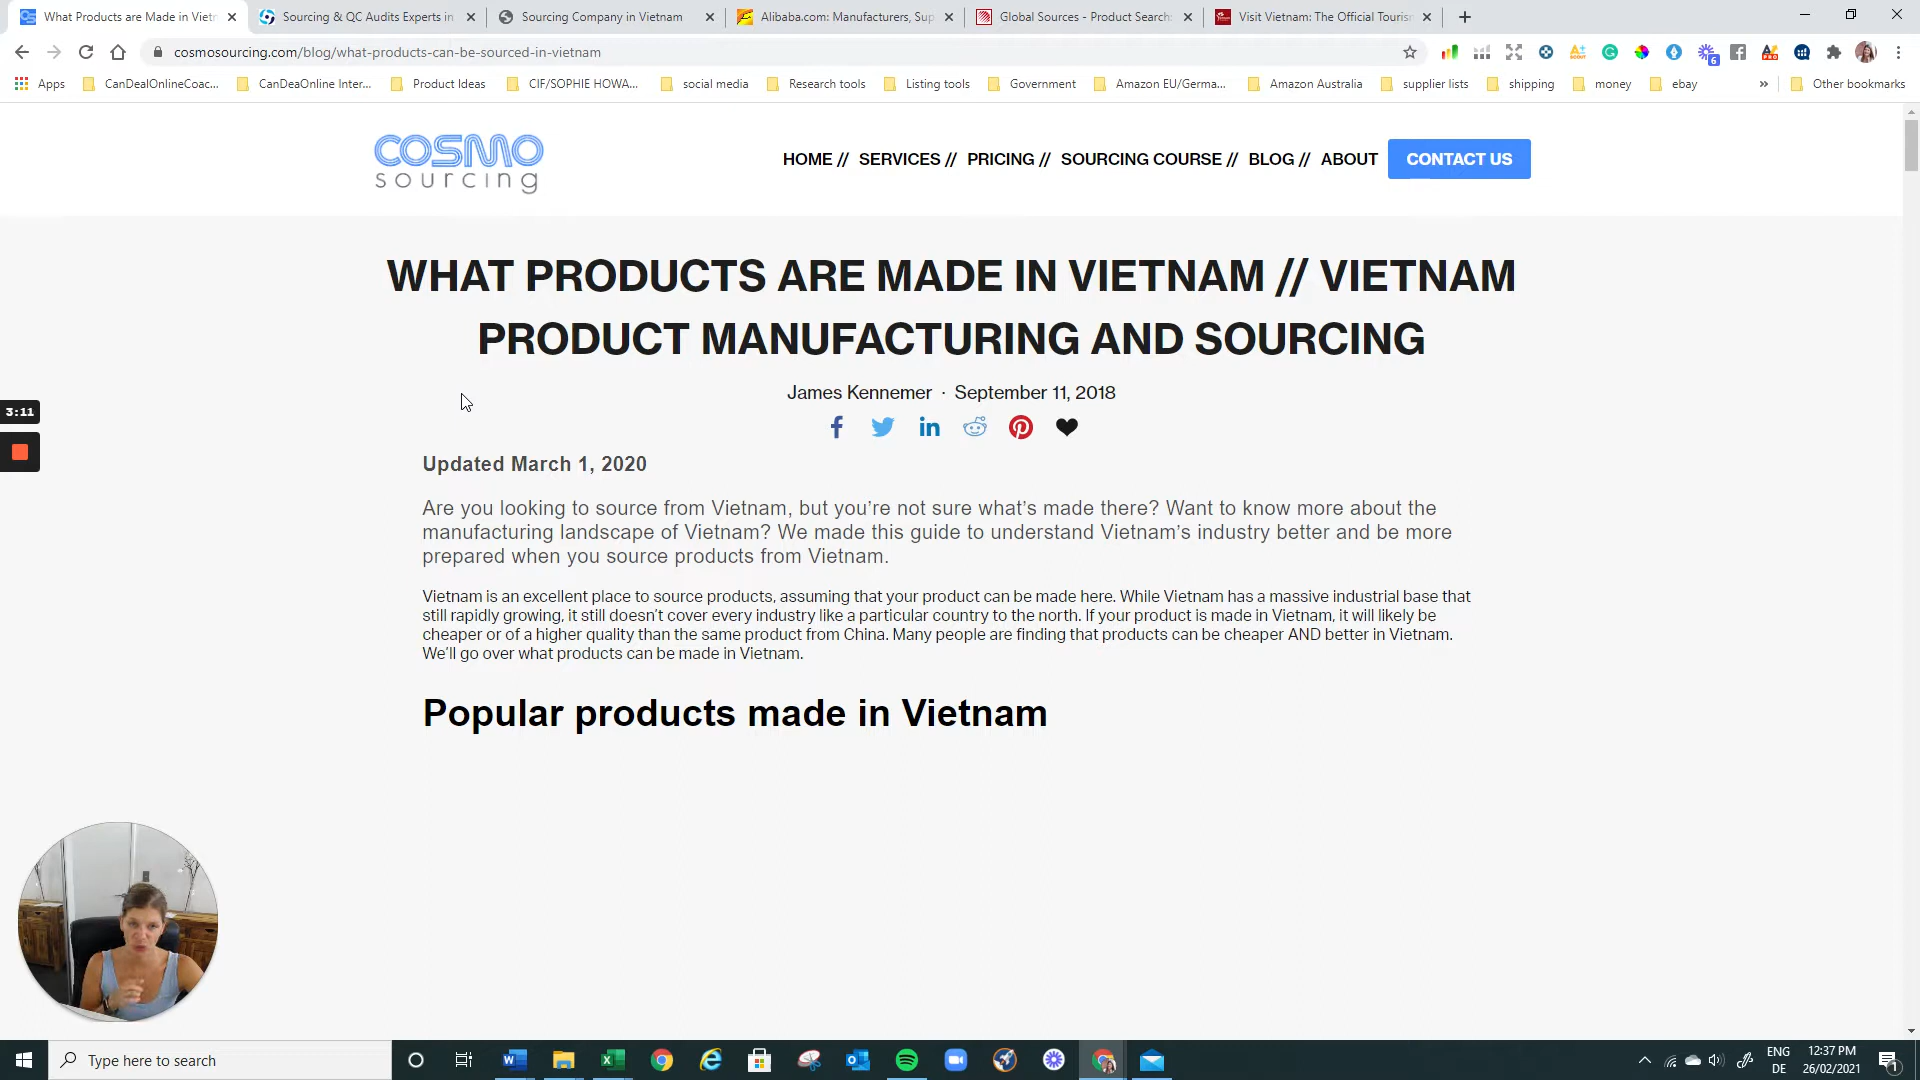 What Products are Made in Vietn
Sourcing & QC Audits Experts in
Sourcing Company in Vietnam
Alibaba.com: Manufacturers, Sup
Global Sources - Product Search
Visit Vietnam: The Official Touris
cosmosourcing.com/blog/what-products-can-be-sourced-in-vietnam
6
Apps
CanDealOnlineCoac...
CanDeaOnline Inter...
Product Ideas
CIF/SOPHIE HOWA...
social media
Research tools
Listing tools
Government
Amazon EU/Germa...
Amazon Australia
supplier lists
shipping
money
ebay
»
Other bookmarks
COSMO
sourcing
HOME // SERVICES // PRICING // SOURCING COURSE // BLOG // ABOUT
CONTACT US
WHAT PRODUCTS ARE MADE IN VIETNAM // VIETNAM
PRODUCT MANUFACTURING AND SOURCING
James Kennemer · September 11, 2018
3:11
Updated March 1, 2020
Are you looking to source from Vietnam, but you’re not sure what’s made there? Want to know more about the
manufacturing landscape of Vietnam? We made this guide to understand Vietnam’s industry better and be more
prepared when you source products from Vietnam.
Vietnam is an excellent place to source products, assuming that your product can be made here. While Vietnam has a massive industrial base that
still rapidly growing, it still doesn’t cover every industry like a particular country to the north. If your product is made in Vietnam, it will likely be
cheaper or of a higher quality than the same product from China. Many people are finding that products can be cheaper AND better in Vietnam.
We’ll go over what products can be made in Vietnam.
Popular products made in Vietnam
Type here to search
ENG
DE
12:37 PM
26/02/2021
1